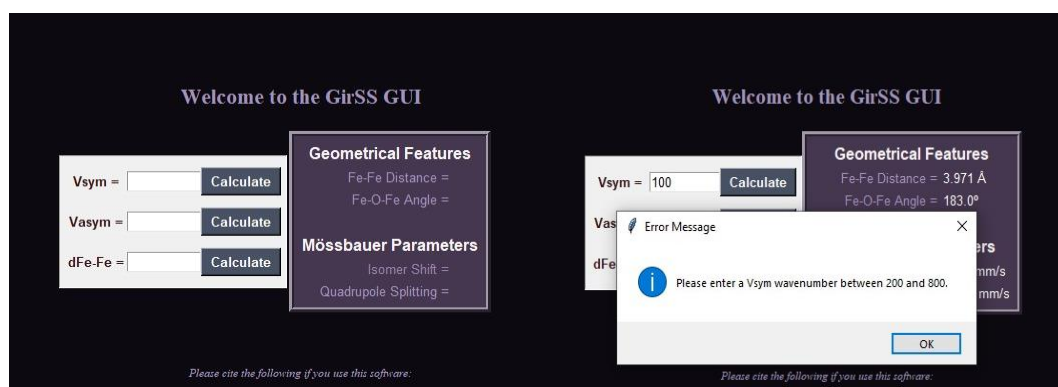 Welcome to the GirSS GUI
Vsym =
Calculate
Vasym =
Calculate
dFe-Fe =
Calculate
Geometrical Features
Fe-Fe Distance =
Fe-O-Fe Angle =
Mössbauer Parameters
Isomer Shift =
Quadrupole Splitting =
Please cite the following if you use this software:
Welcome to the GirSS GUI
Vsym = 100
Calculate
Vas
dFe
Geometrical Features
Fe-Fe Distance = 3.971 Å
Fe-O-Fe Angle = 183.0º
ers
mm/s
mm/s
Error Message
Please enter a Vsym wavenumber between 200 and 800.
OK
Please cite the following if you use this software: